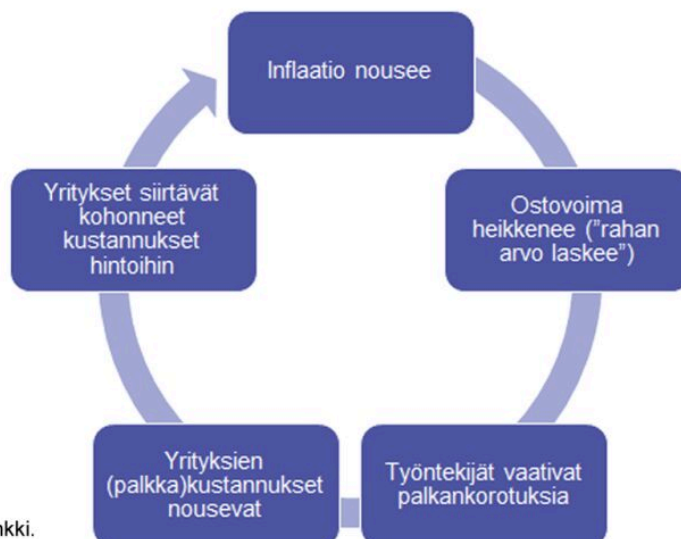 Inflaatio nousee
Ostovoima
heikkenee ("rahan
arvo laskee")
Työntekijät vaativat
palkankorotuksia
Yrityksien
(palkka)kustannukset
nousevat
Yritykset siirtävät
kohonneet
kustannukset
hintoihin